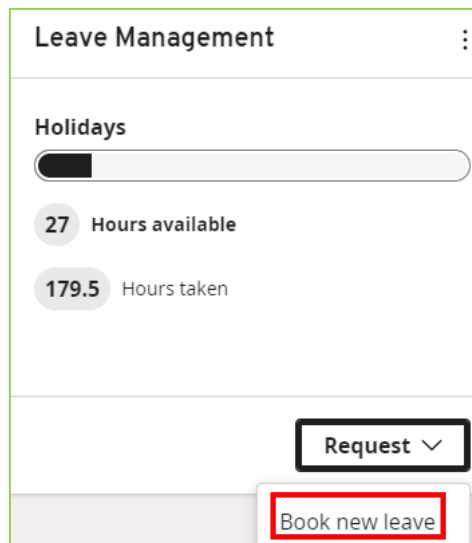 Leave Management
Holidays
27 Hours available
179.5 Hours taken
Request
Book new leave